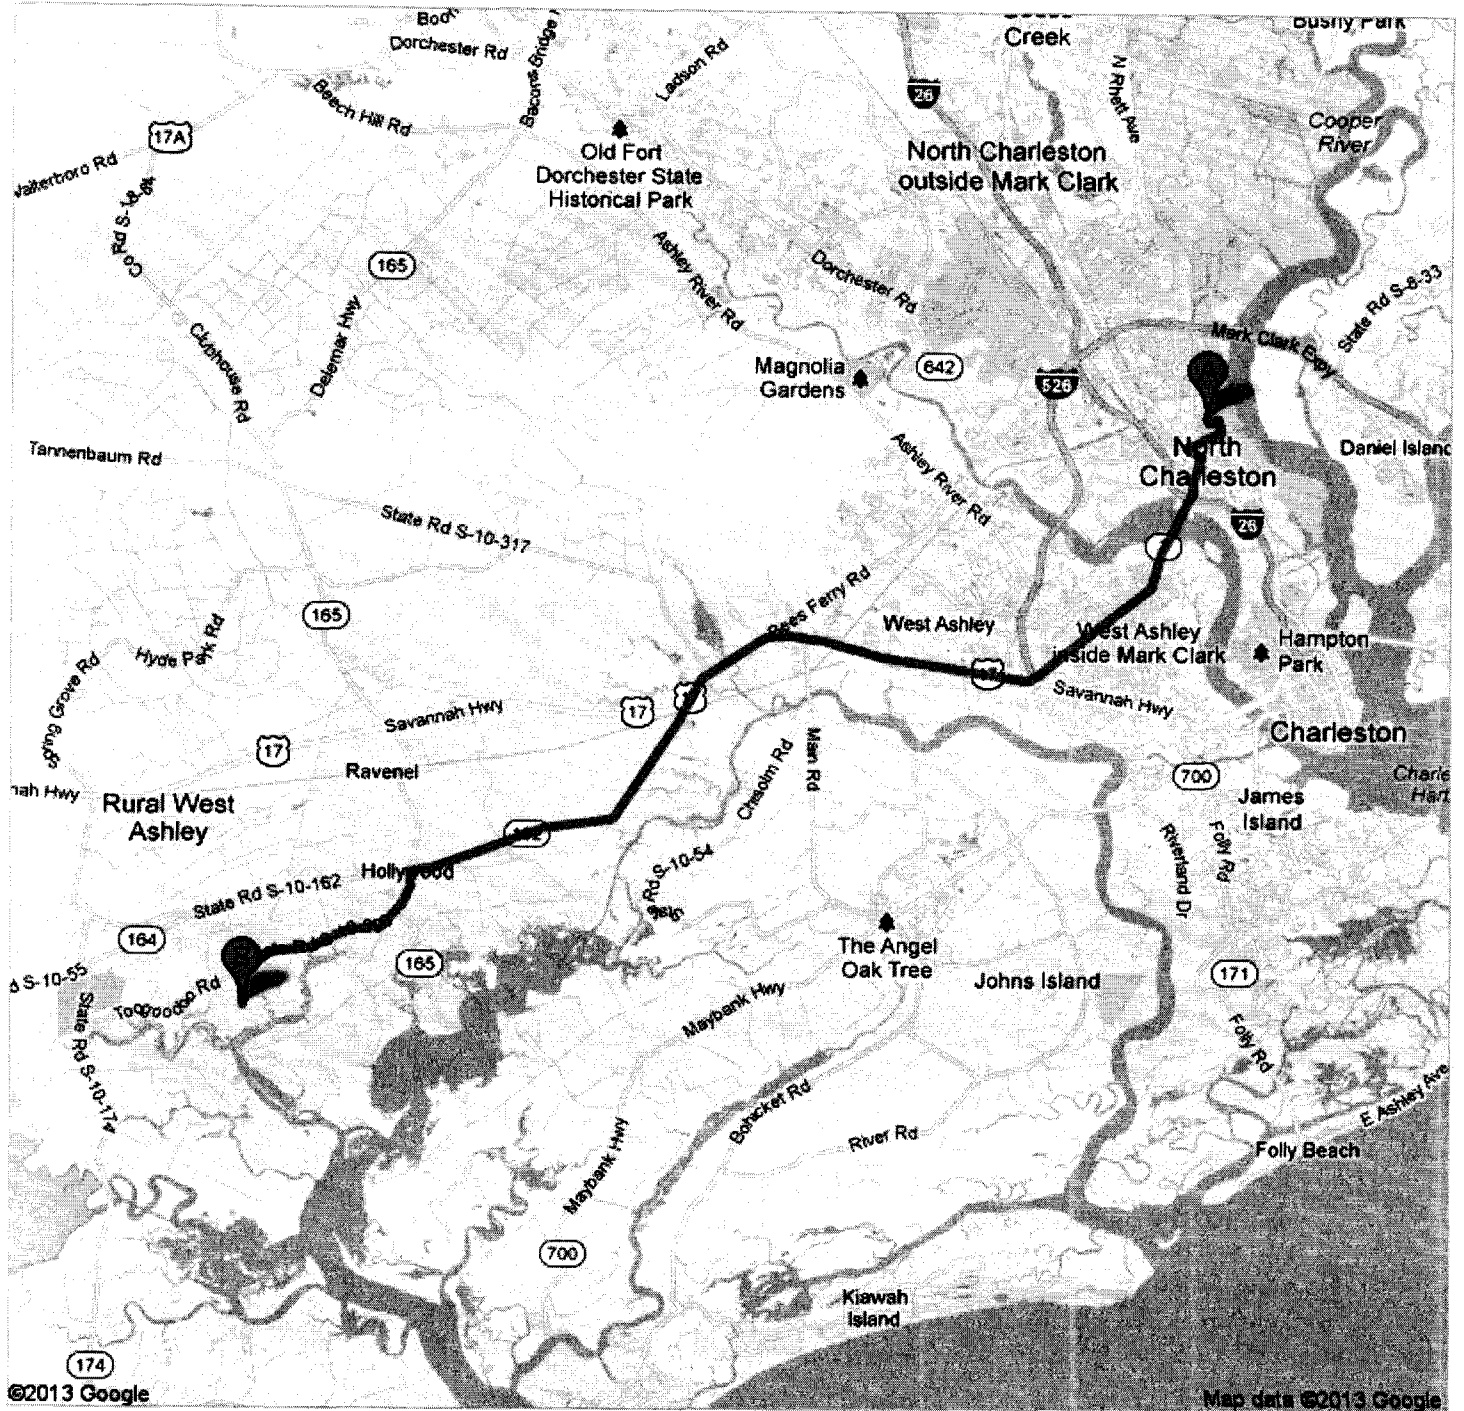 Dorchester Rd
Ladson Rd
Creek
Bushy Park
N Rhett Ave
26
Beech Hill Rd
17A
Cooper
River
Old Fort
Dorchester State
Historical Park
North Charleston
outside Mark Clark
165
Ashley River Rd
Dorchester Rd
State Rd S-8-33
Clubhouse Rd
Delemar Hwy
Mark Clark Expy
Magnolia
Gardens
642
526
Tannenbaum Rd
Ashley River Rd
North
Charleston
Daniel Island
State Rd S-10-317
26
165
Bees Ferry Rd
West Ashley
West Ashley
inside Mark Clark
Hampton
Park
Hyde Park Rd
Spring Grove Rd
Savannah Hwy
17
17
Savannah Hwy
17
Ravenel
Chisolm Rd
Main Rd
Charleston
700
James
Island
Rural West
Ashley
162
Riverland Dr
Folly Rd
Hollywood
State Rd S-10-162
Rd S-10-54
164
165
The Angel
Oak Tree
Johns Island
171
Toogoodoo Rd
State Rd S-10-174
Maybank Hwy
Folly Rd
Bohicket Rd
River Rd
E Ashley Ave
Folly Beach
Maybank Hwy
700
Kiawah
Island
174
©2013 Google
Map data ©2013 Google